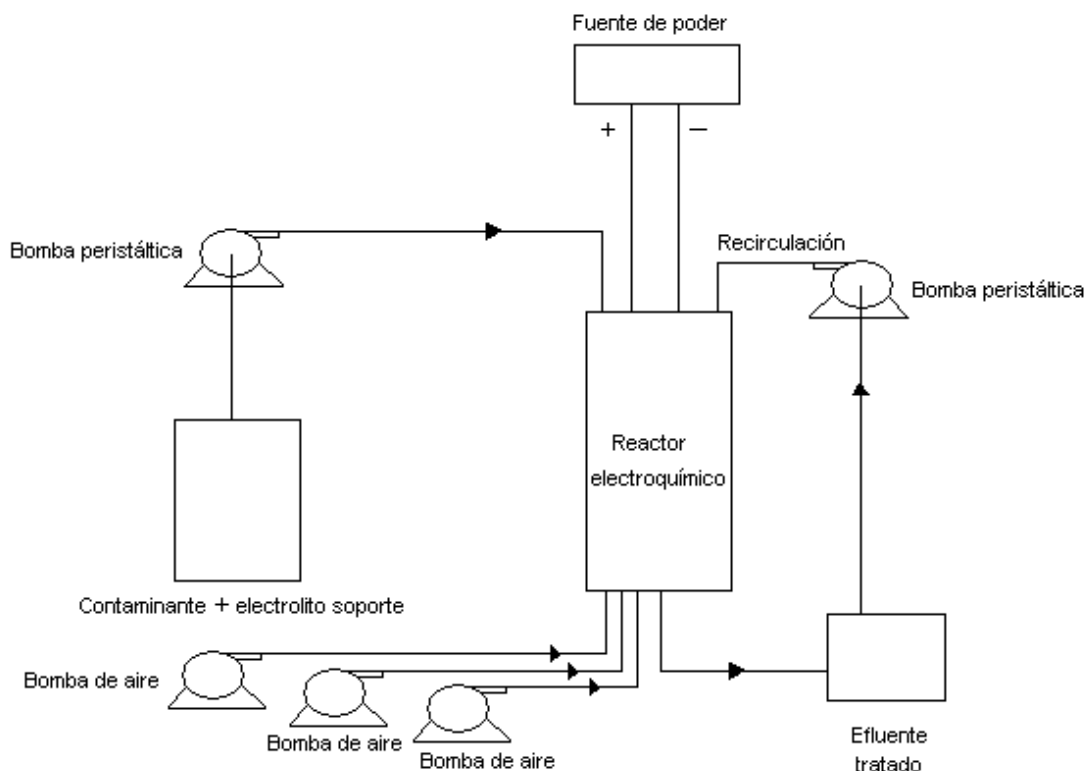 Fuente de poder
+
−
Bomba peristáltica
Recirculación
Bomba peristáltica
Reactor
electroquímico
Contaminante + electrolito soporte
Bomba de aire
Bomba de aire
Bomba de aire
Efluente
tratado